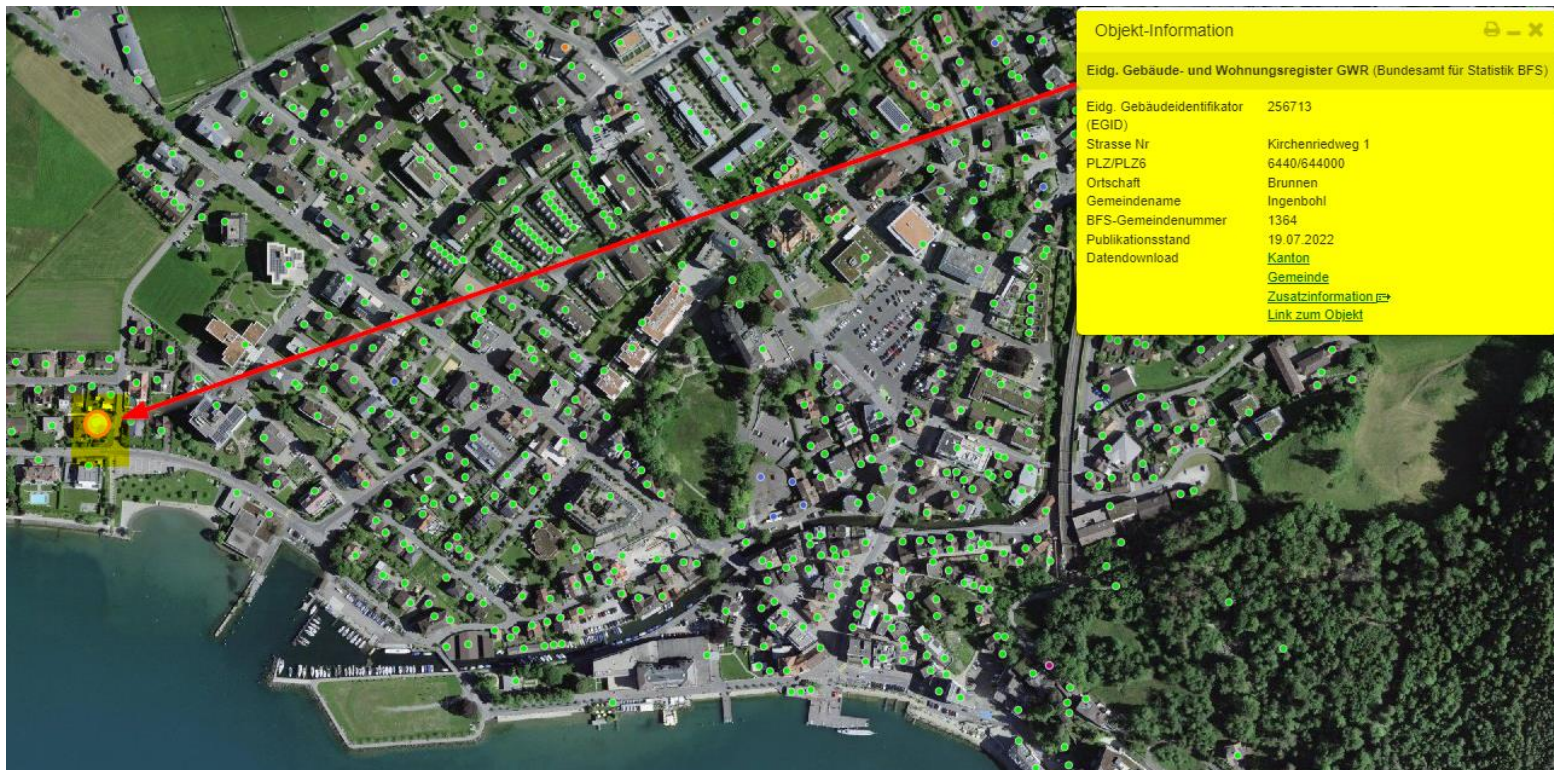 Objekt-Information
Eidg. Gebäude- und Wohnungsregister GWR (Bundesamt für Statistik BFS)
Eidg. Gebäudeidentifikator (EGID) 256713
Strasse Nr Kirchenriedweg 1
PLZ/PLZ6 6440/644000
Ortschaft Brunnen
Gemeindename Ingenbohl
BFS-Gemeindenummer 1364
Publikationsstand 19.07.2022
Datendownload Kanton
Gemeinde
Zusatzinformation
Link zum Objekt